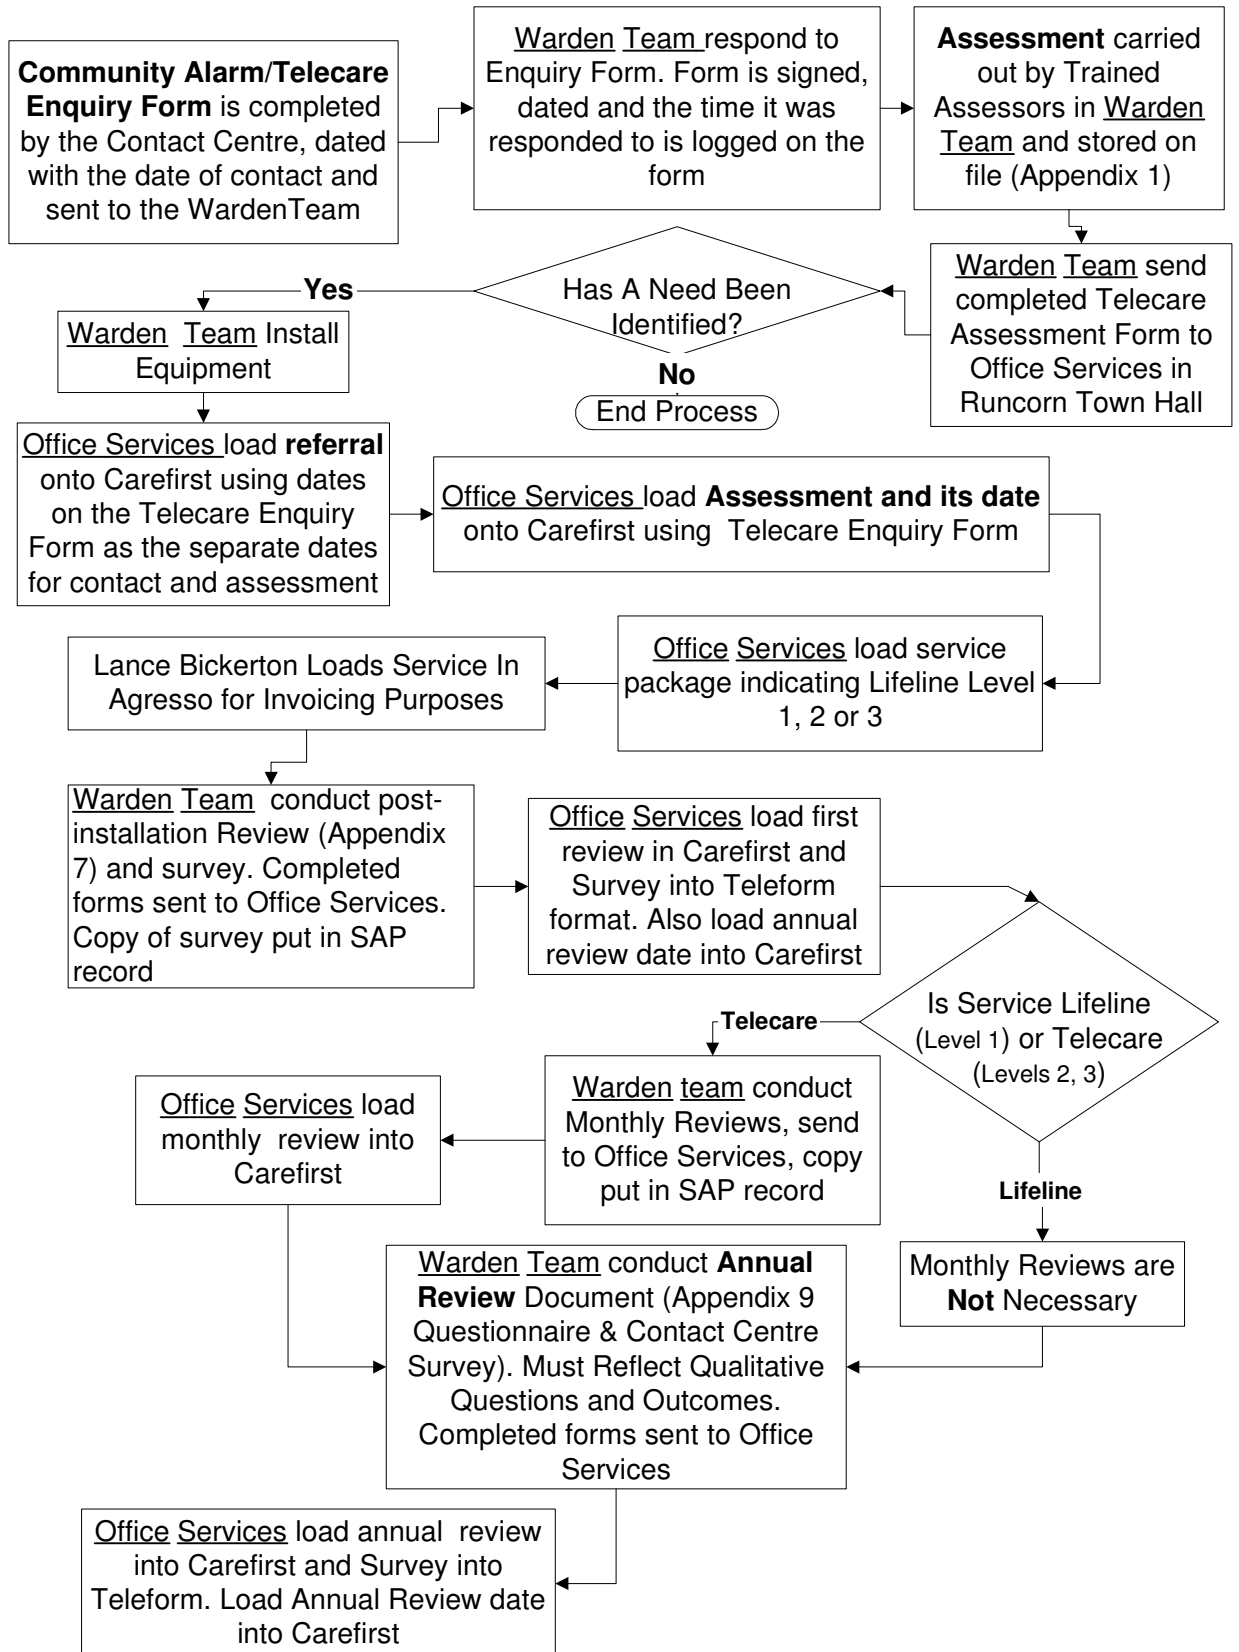 Community Alarm/Telecare
Enquiry Form is completed
by the Contact Centre, dated
with the date of contact and
sent to the WardenTeam
Warden Team respond to
Enquiry Form. Form is signed,
dated and the time it was
responded to is logged on the
form
Assessment carried
out by Trained
Assessors in Warden
Team and stored on
file (Appendix 1)
Warden Team send
completed Telecare
Assessment Form to
Office Services in
Runcorn Town Hall
Has A Need Been
Identified?
Yes
No
End Process
Warden Team Install
Equipment
Office Services load referral
onto Carefirst using dates
on the Telecare Enquiry
Form as the separate dates
for contact and assessment
Office Services load Assessment and its date
onto Carefirst using Telecare Enquiry Form
Office Services load service
package indicating Lifeline Level
1, 2 or 3
Lance Bickerton Loads Service In
Agresso for Invoicing Purposes
Warden Team conduct post-
installation Review (Appendix
7) and survey. Completed
forms sent to Office Services.
Copy of survey put in SAP
record
Office Services load first
review in Carefirst and
Survey into Teleform
format. Also load annual
review date into Carefirst
Is Service Lifeline
(Level 1) or Telecare
(Levels 2, 3)
Telecare
Warden team conduct
Monthly Reviews, send
to Office Services, copy
put in SAP record
Office Services load
monthly review into
Carefirst
Lifeline
Monthly Reviews are
Not Necessary
Warden Team conduct Annual
Review Document (Appendix 9
Questionnaire & Contact Centre
Survey). Must Reflect Qualitative
Questions and Outcomes.
Completed forms sent to Office
Services
Office Services load annual review
into Carefirst and Survey into
Teleform. Load Annual Review date
into Carefirst